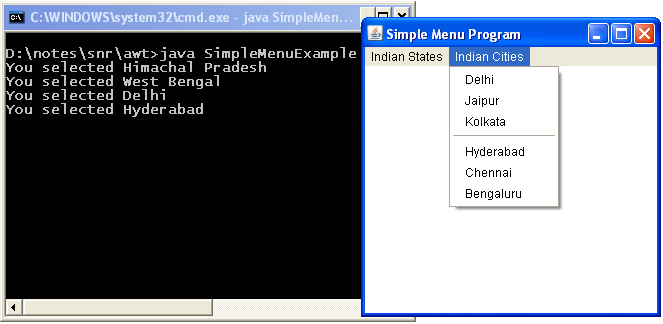 C:\WINDOWS\system32\cmd.exe - java SimpleMen...
D:\notes\snr\awt>java SimpleMenuExample
You selected Himachal Pradesh
You selected West Bengal
You selected Delhi
You selected Hyderabad
Simple Menu Program
Indian States Indian Cities
Delhi
Jaipur
Kolkata
Hyderabad
Chennai
Bengaluru